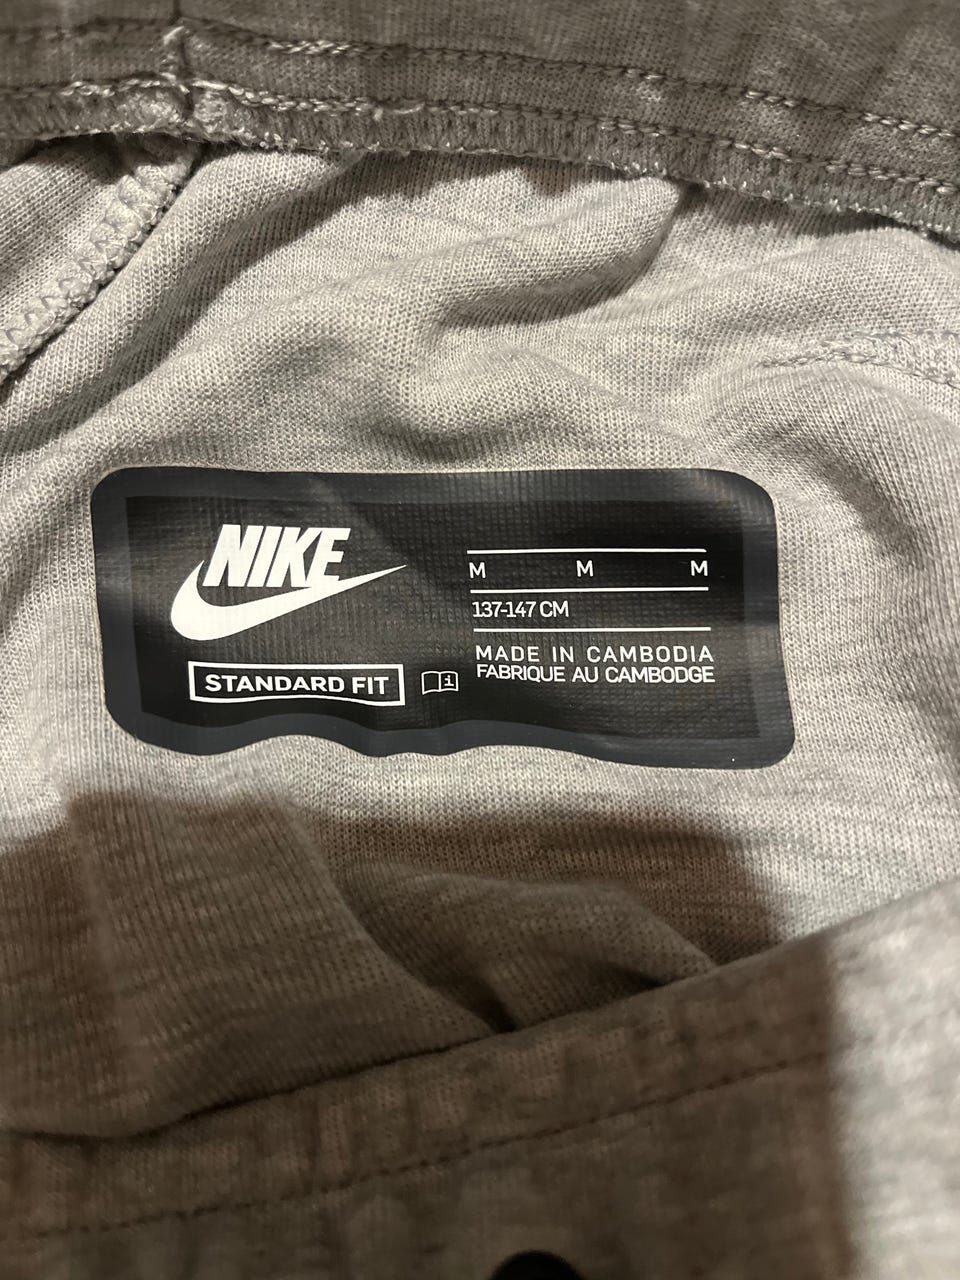 NIKE
STANDARD FIT
M M M
137-147 CM
MADE IN CAMBODIA
FABRIQUE AU CAMBODGE